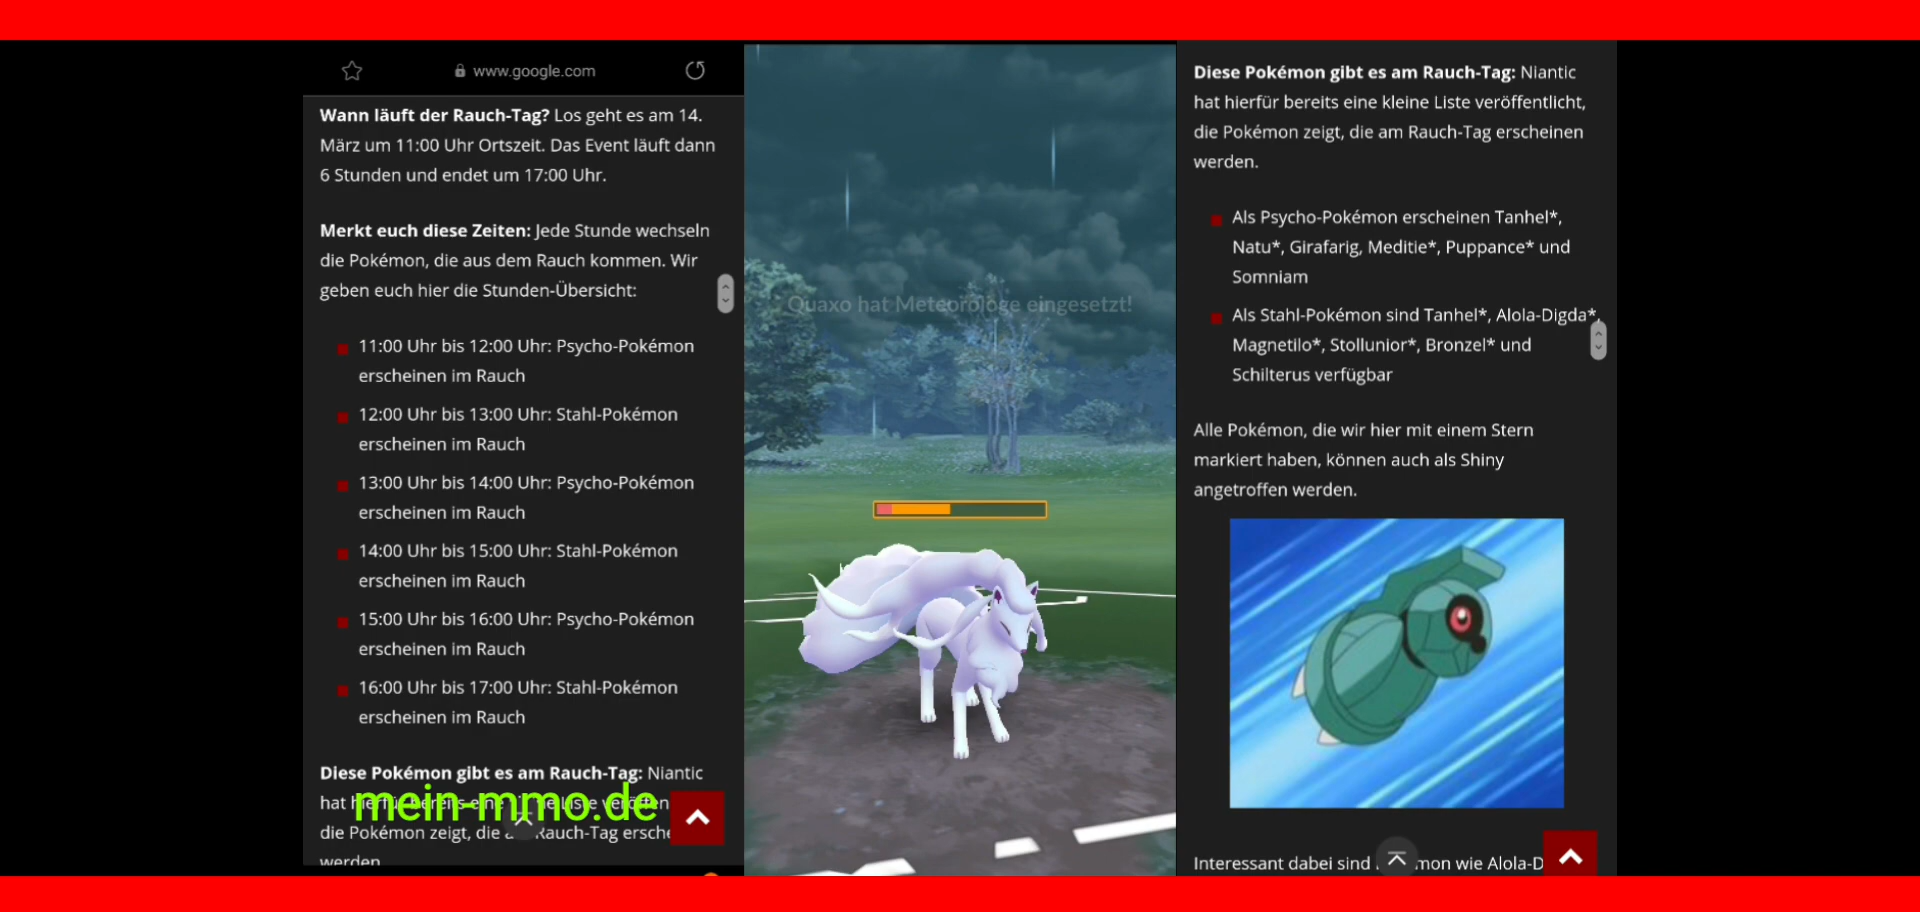 www.google.com
Wann läuft der Rauch-Tag? Los geht es am 14.
März um 11:00 Uhr Ortszeit. Das Event läuft dann
6 Stunden und endet um 17:00 Uhr.
Merkt euch diese Zeiten: Jede Stunde wechseln
die Pokémon, die aus dem Rauch kommen. Wir
geben euch hier die Stunden-Übersicht:
11:00 Uhr bis 12:00 Uhr: Psycho-Pokémon
erscheinen im Rauch
12:00 Uhr bis 13:00 Uhr: Stahl-Pokémon
erscheinen im Rauch
13:00 Uhr bis 14:00 Uhr: Psycho-Pokémon
erscheinen im Rauch
14:00 Uhr bis 15:00 Uhr: Stahl-Pokémon
erscheinen im Rauch
15:00 Uhr bis 16:00 Uhr: Psycho-Pokémon
erscheinen im Rauch
16:00 Uhr bis 17:00 Uhr: Stahl-Pokémon
erscheinen im Rauch
Diese Pokémon gibt es am Rauch-Tag: Niantic
hat
mein-mmo.de
die Pokémon zeigt, die Rauch-Tag ersche
werden
Quaxo hat Meteorologe eingesetzt!
Diese Pokémon gibt es am Rauch-Tag: Niantic
hat hierfür bereits eine kleine Liste veröffentlicht,
die Pokémon zeigt, die am Rauch-Tag erscheinen
werden.
Als Psycho-Pokémon erscheinen Tanhel*,
Natu*, Girafarig, Meditie*, Puppance* und
Somniam
Als Stahl-Pokémon sind Tanhel*, Alola-Digda*,
Magnetilo*, Stollunior*, Bronzel* und
Schilterus verfügbar
Alle Pokémon, die wir hier mit einem Stern
markiert haben, können auch als Shiny
angetroffen werden.
Interessant dabei sind mon wie Alola-D